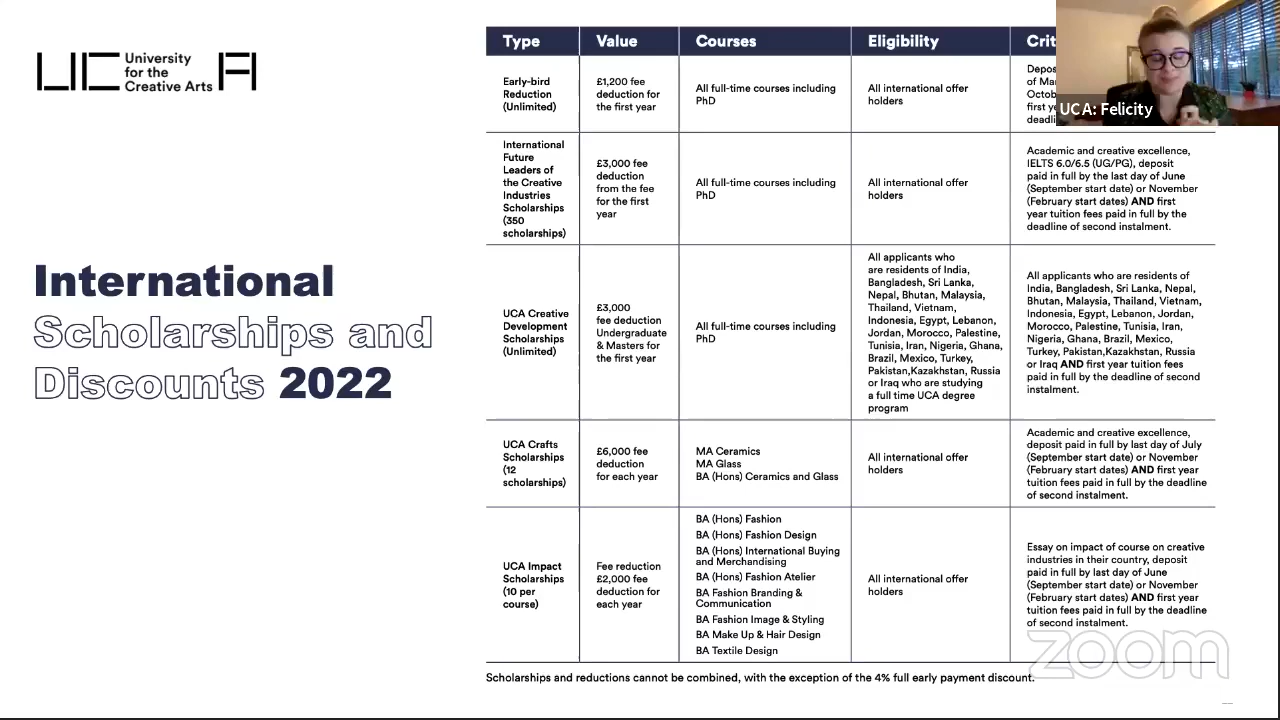 University
for the
Creative Arts
International
Scholarships and
Discounts 2022
Type
Value
Courses
Eligibility
Early-bird
Reduction
(Unlimited)
£1,200 fee
deduction for
the first year
All full-time courses including
PhD
All international offer
holders
UCA: Felicity
International
Future
Leaders of
the Creative
Industries
Scholarships
(350
scholarships)
£3,000 fee
deduction
from the fee
for the first
year
All full-time courses including
PhD
All international offer
holders
Academic and creative excellence,
IELTS 6.0/6.5 (UG/PG), deposit
paid in full by the last day of June
(September start date) or November
(February start dates) AND first
year tuition fees paid in full by the
deadline of second instalment.
UCA Creative
Development
Scholarships
(Unlimited)
£3,000
fee deduction
Undergraduate
& Masters for
the first year
All full-time courses including
PhD
All applicants who
are residents of India,
Bangladesh, Sri Lanka,
Nepal, Bhutan, Malaysia,
Thailand, Vietnam,
Indonesia, Egypt, Lebanon,
Jordan, Morocco, Palestine,
Tunisia, Iran, Nigeria, Ghana,
Brazil, Mexico, Turkey,
Pakistan,Kazakhstan, Russia
or Iraq who are studying
a full time UCA degree
program
All applicants who are residents of
India, Bangladesh, Sri Lanka, Nepal,
Bhutan, Malaysia, Thailand, Vietnam,
Indonesia, Egypt, Lebanon, Jordan,
Morocco, Palestine, Tunisia, Iran,
Nigeria, Ghana, Brazil, Mexico,
Turkey, Pakistan,Kazakhstan, Russia
or Iraq AND first year tuition fees
paid in full by the deadline of second
instalment.
UCA Crafts
Scholarships
(12
scholarships)
£6,000 fee
deduction
for each year
MA Ceramics
MA Glass
BA (Hons) Ceramics and Glass
All international offer
holders
Academic and creative excellence,
deposit paid in full by last day of July
(September start date) or November
(February start dates) AND first year
tuition fees paid in full by the deadline
of second instalment.
UCA Impact
Scholarships
(10 per
course)
Fee reduction
£2,000 fee
deduction for
each year
BA (Hons) Fashion
BA (Hons) Fashion Design
BA (Hons) International Buying
and Merchandising
BA (Hons) Fashion Atelier
BA Fashion Branding &
Communication
BA Fashion Image & Styling
BA Make Up & Hair Design
BA Textile Design
All international offer
holders
Essay on impact of course on creative
industries in their country, deposit
paid in full by last day of June
(September start date) or November
(February start dates) AND first year
tuition fees paid in full by the deadline
of second instalment.
zoom
Scholarships and reductions cannot be combined, with the exception of the 4% full early payment discount.